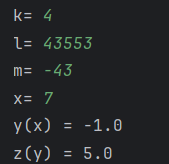 k= 4
l= 43553
m= -43
x= 7
y(x) = -1.0
z(y) = 5.0